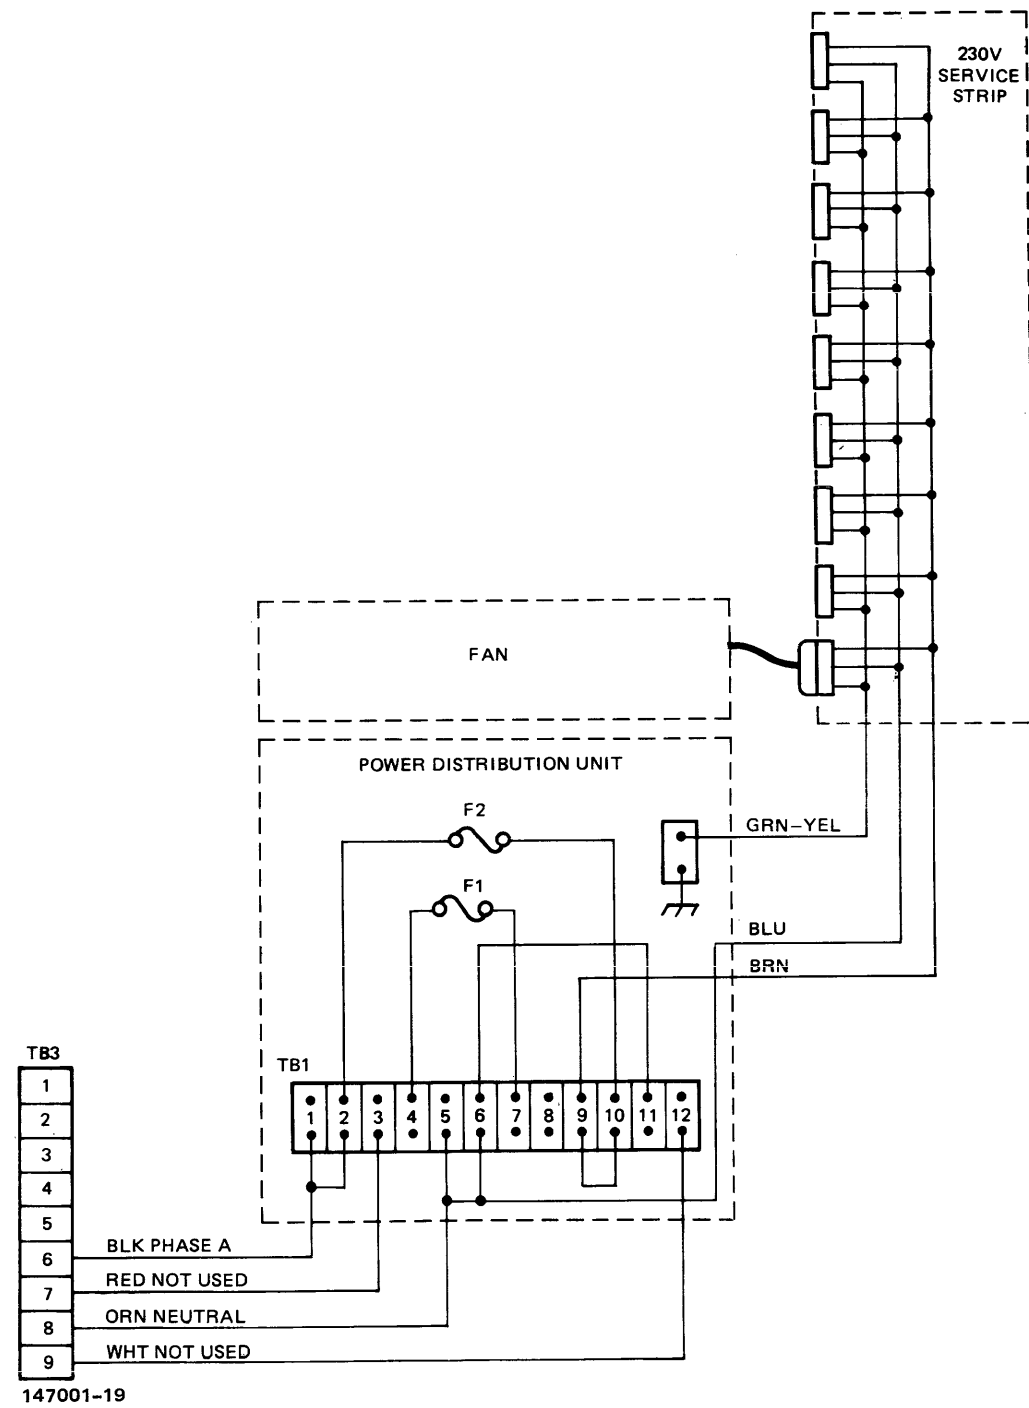 230V
SERVICE
STRIP
FAN
POWER DISTRIBUTION UNIT
F2
GRN-YEL
F1
BLU
BRN
TB3
TB1
1 2 3 4 5 6 7 8 9 10 11 12
1
2
3
4
5
6
BLK PHASE A
7
RED NOT USED
8
ORN NEUTRAL
9
WHT NOT USED
147001-19